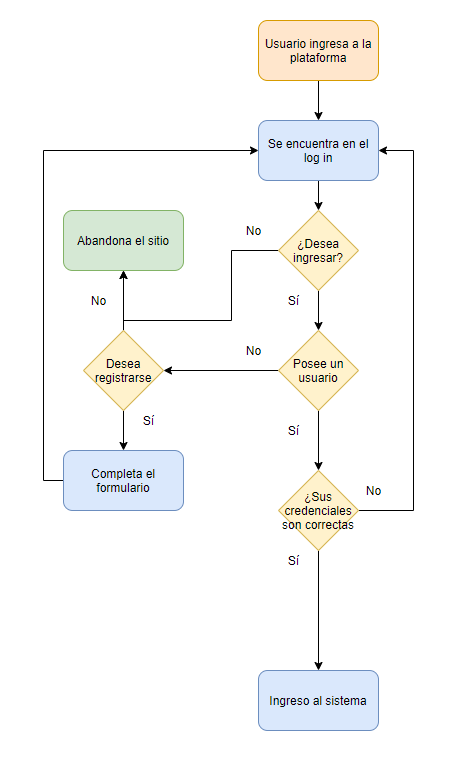 Usuario ingresa a la
plataforma
Se encuentra en el
log in
Abandona el sitio
No
¿Desea
ingresar?
No
Sí
Desea
registrarse
No
Posee un
usuario
Sí
Sí
Completa el
formulario
¿Sus
credenciales
son correctas
No
Sí
Ingreso al sistema